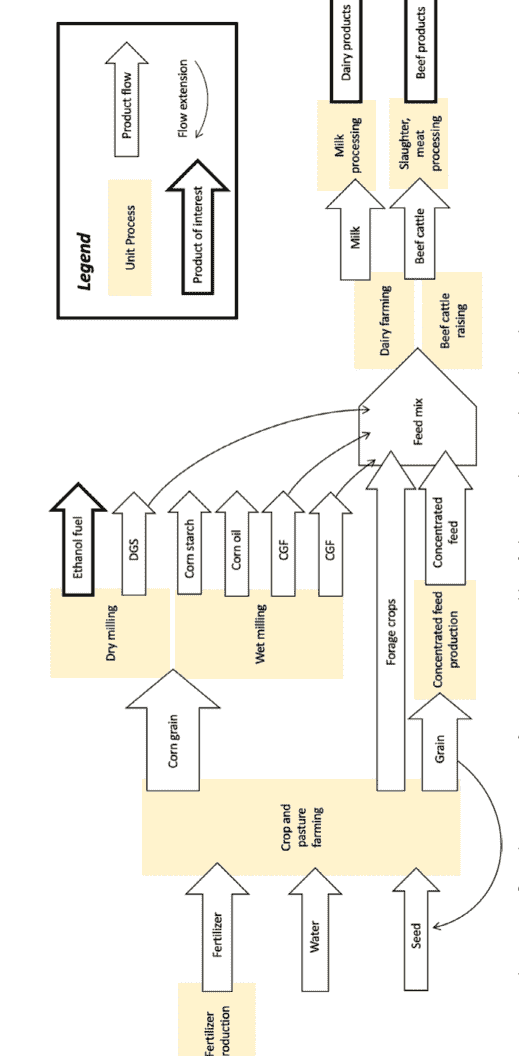 Legend
Unit Process
Product flow
Product of interest
Flow extension
Fertilizer
roduction
Fertilizer
Water
Seed
Crop and
pasture
farming
Corn grain
Forage crops
Grain
Dry milling
Wet milling
Concentrated feed
production
Ethanol fuel
DGS
Corn starch
Corn oil
CGF
CGF
Concentrated
feed
Feed mix
Dairy farming
Beef cattle
raising
Milk
Beef cattle
Milk
processing
Slaughter,
meat
processing
Dairy products
Beef products